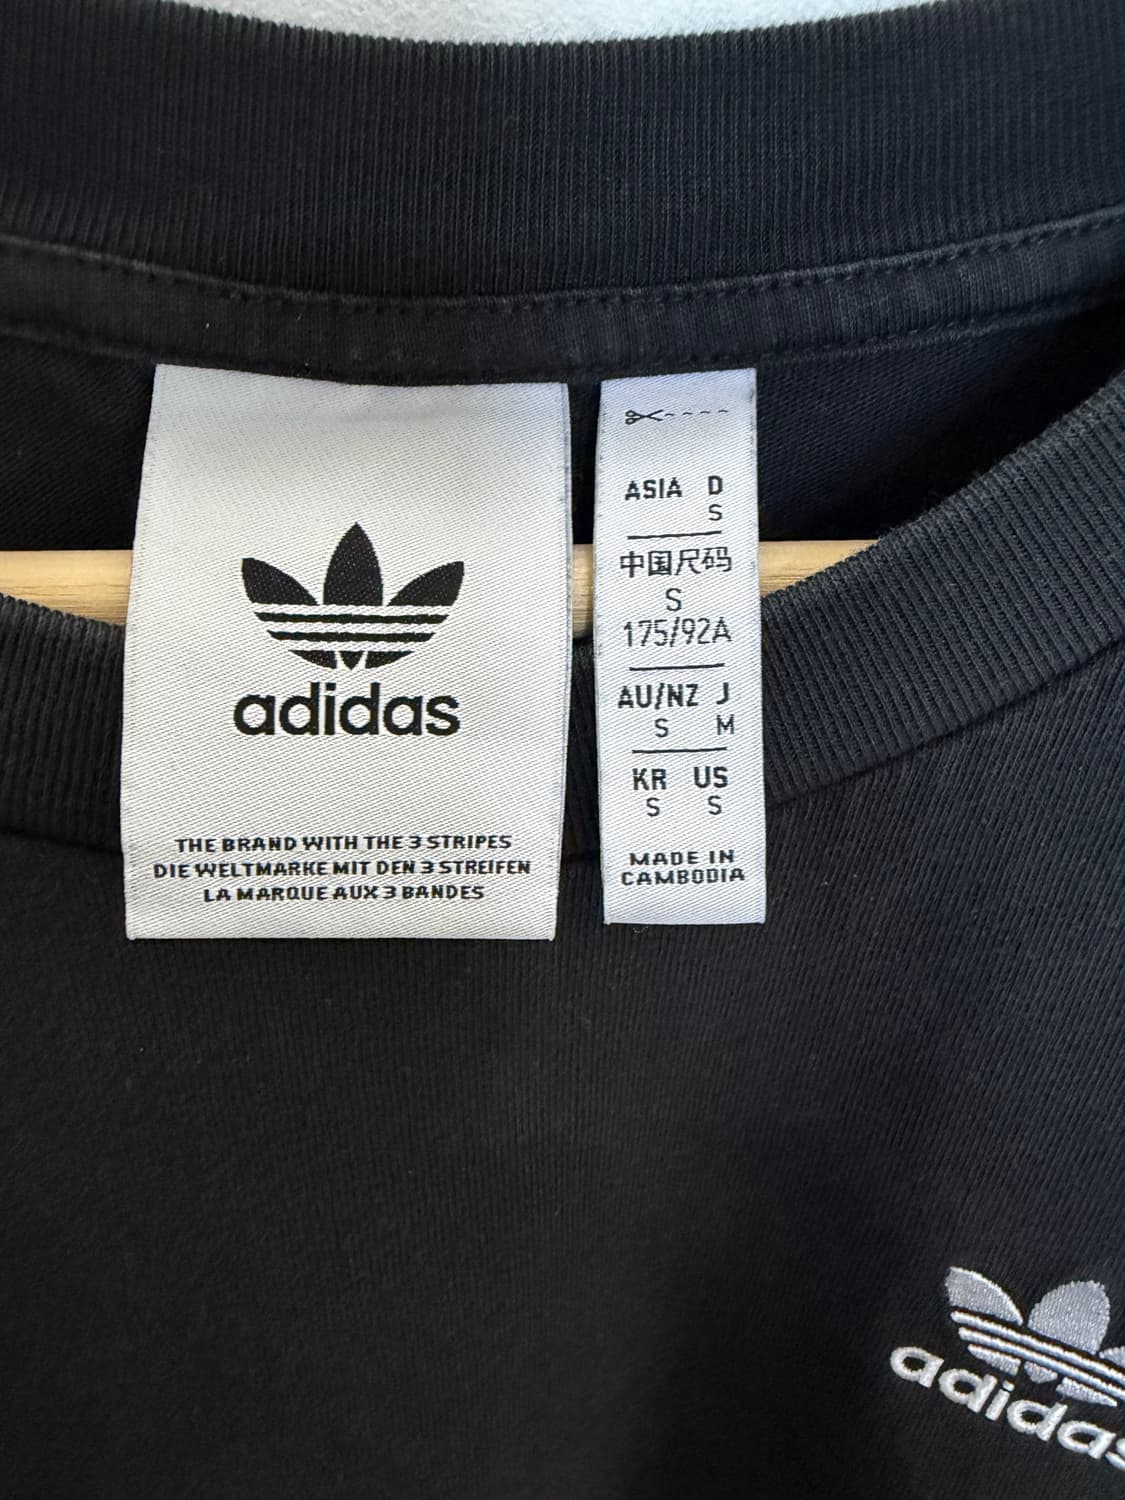 adidas
THE BRAND WITH THE 3 STRIPES
DIE WELTMARKE MIT DEN 3 STREIFEN
LA MARQUE AUX 3 BANDES
ASIA D
S
中国尺码
S
175/92A
AU/NZ J
S M
KR US
S S
MADE IN
CAMBODIA
adidas